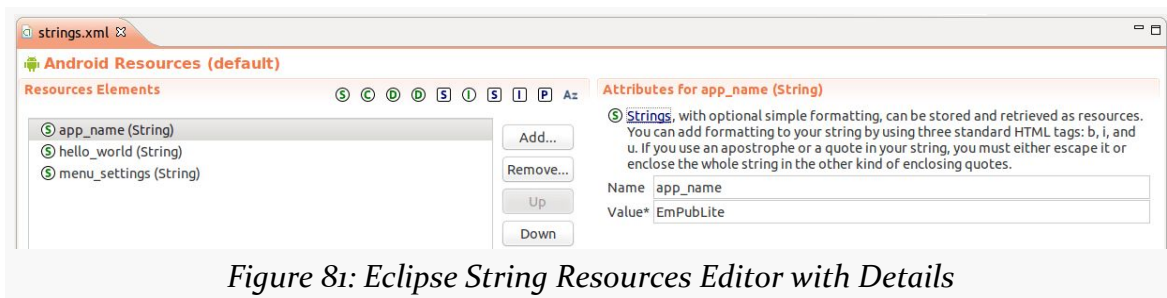 strings.xml
Android Resources (default)
Resources Elements
S C D D S I S I P Az
app_name (String)
hello_world (String)
menu_settings (String)
Add...
Remove...
Up
Down
Attributes for app_name (String)
S Strings, with optional simple formatting, can be stored and retrieved as resources.
You can add formatting to your string by using three standard HTML tags: b, i, and
u. If you use an apostrophe or a quote in your string, you must either escape it or
enclose the whole string in the other kind of enclosing quotes.
Name app_name
Value* EmPubLite
Figure 81: Eclipse String Resources Editor with Details